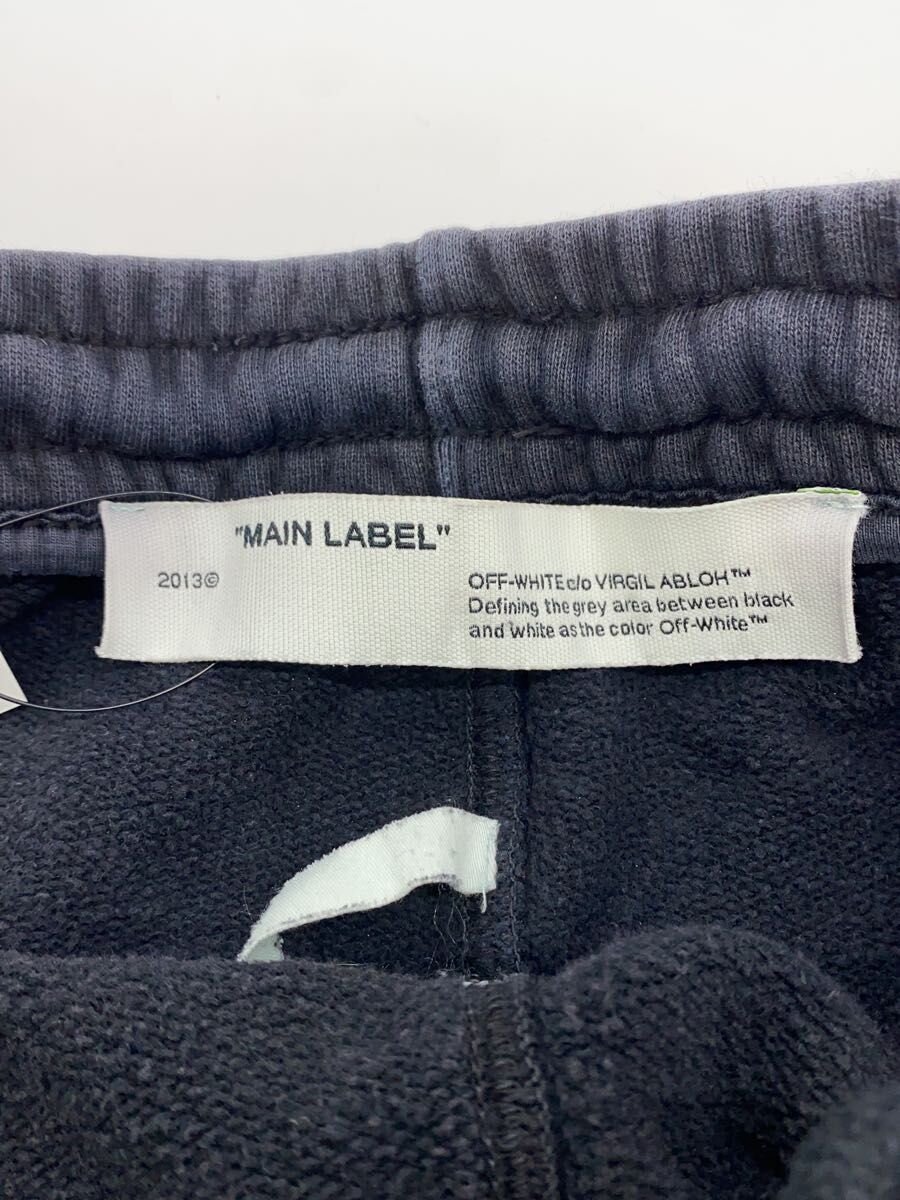 "MAIN LABEL"
2013©
OFF-WHITE c/o VIRGIL ABLOH™
Defining the grey area between black
and white as the color Off-White™